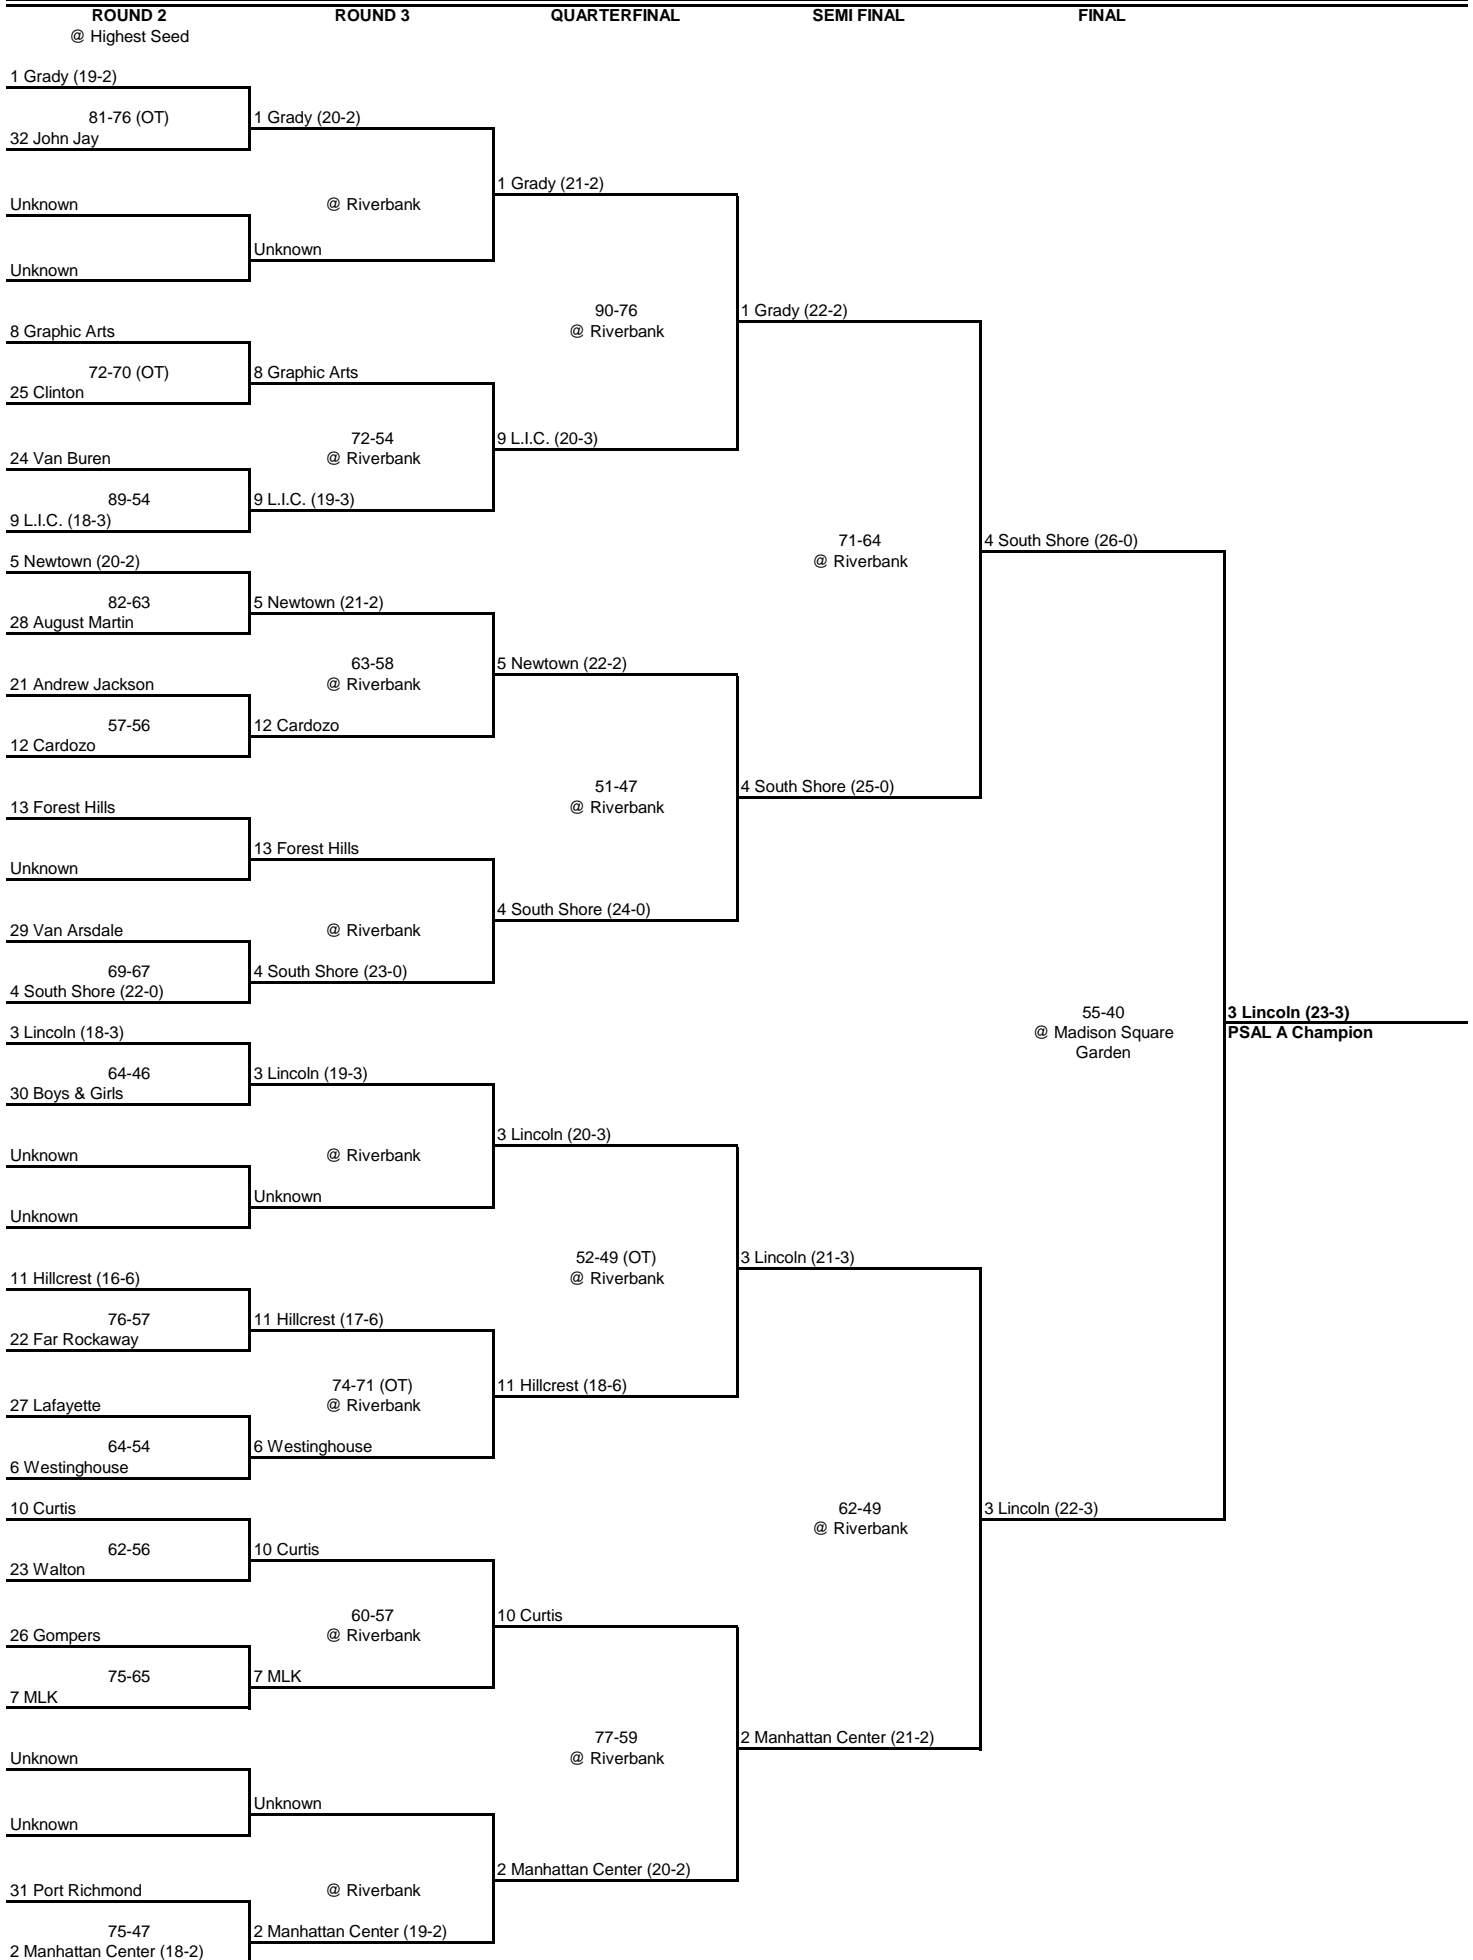 ROUND 2 ROUND 3 QUARTERFINAL SEMI FINAL FINAL
@ Highest Seed
1 Grady (19-2)
81-76 (OT) 1 Grady (20-2)
32 John Jay
1 Grady (21-2)
Unknown @ Riverbank
Unknown
Unknown
90-76 1 Grady (22-2)
8 Graphic Arts @ Riverbank
72-70 (OT) 8 Graphic Arts
25 Clinton
72-54 9 L.I.C. (20-3)
24 Van Buren @ Riverbank
89-54 9 L.I.C. (19-3)
9 L.I.C. (18-3)
71-64 4 South Shore (26-0)
5 Newtown (20-2) @ Riverbank
82-63 5 Newtown (21-2)
28 August Martin
63-58 5 Newtown (22-2)
21 Andrew Jackson @ Riverbank
57-56 12 Cardozo
12 Cardozo
51-47 4 South Shore (25-0)
13 Forest Hills @ Riverbank
13 Forest Hills
Unknown
4 South Shore (24-0)
29 Van Arsdale @ Riverbank
69-67 4 South Shore (23-0)
4 South Shore (22-0)
55-40 3 Lincoln (23-3)
3 Lincoln (18-3) @ Madison Square PSAL A Champion
Garden
64-46 3 Lincoln (19-3)
30 Boys & Girls
3 Lincoln (20-3)
Unknown @ Riverbank
Unknown
Unknown
52-49 (OT) 3 Lincoln (21-3)
11 Hillcrest (16-6) @ Riverbank
76-57 11 Hillcrest (17-6)
22 Far Rockaway
74-71 (OT) 11 Hillcrest (18-6)
27 Lafayette @ Riverbank
64-54 6 Westinghouse
6 Westinghouse
10 Curtis 62-49 3 Lincoln (22-3)
@ Riverbank
62-56 10 Curtis
23 Walton
60-57 10 Curtis
26 Gompers @ Riverbank
75-65 7 MLK
7 MLK
77-59 2 Manhattan Center (21-2)
Unknown @ Riverbank
Unknown
Unknown
2 Manhattan Center (20-2)
31 Port Richmond @ Riverbank
75-47 2 Manhattan Center (19-2)
2 Manhattan Center (18-2)